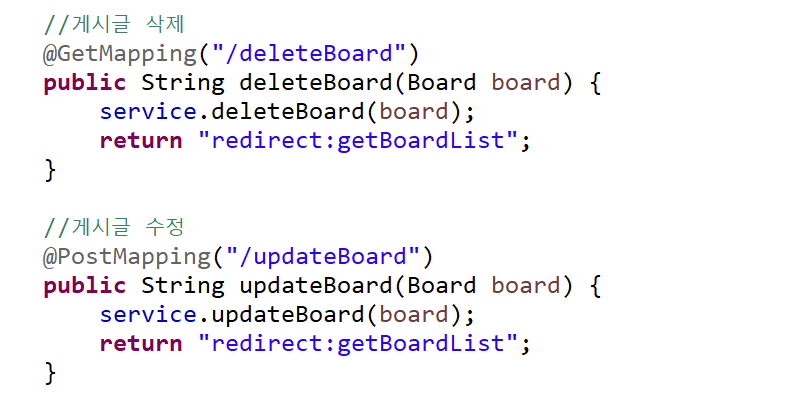 //게시글 삭제
@GetMapping("/deleteBoard")
public String deleteBoard(Board board) {
    service.deleteBoard(board);
    return "redirect:getBoardList";
}

//게시글 수정
@PostMapping("/updateBoard")
public String updateBoard(Board board) {
    service.updateBoard(board);
    return "redirect:getBoardList";
}